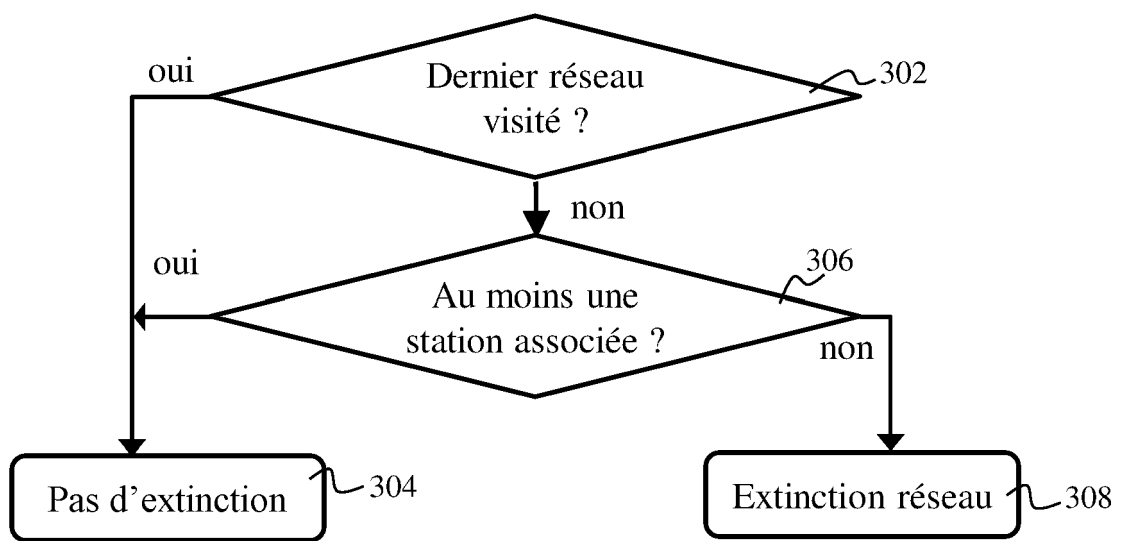 oui
Dernier réseau
visité ?
302
non
oui
306
Au moins une
station associée ?
non
Pas d'extinction
304
Extinction réseau
308